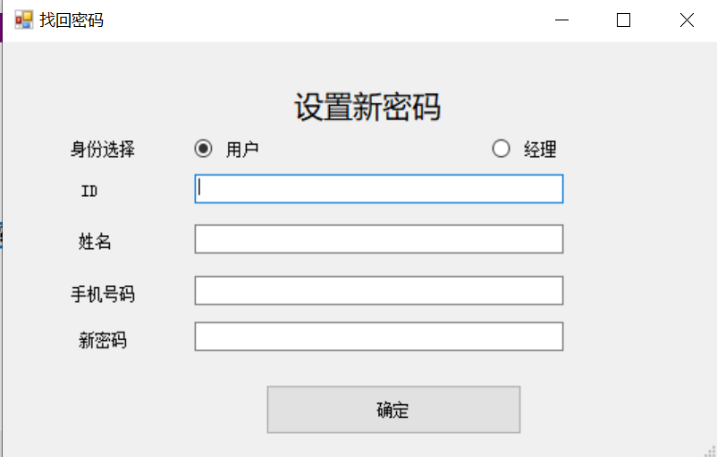 找回密码
设置新密码
身份选择 用户 经理
ID
姓名
手机号码
新密码
确定